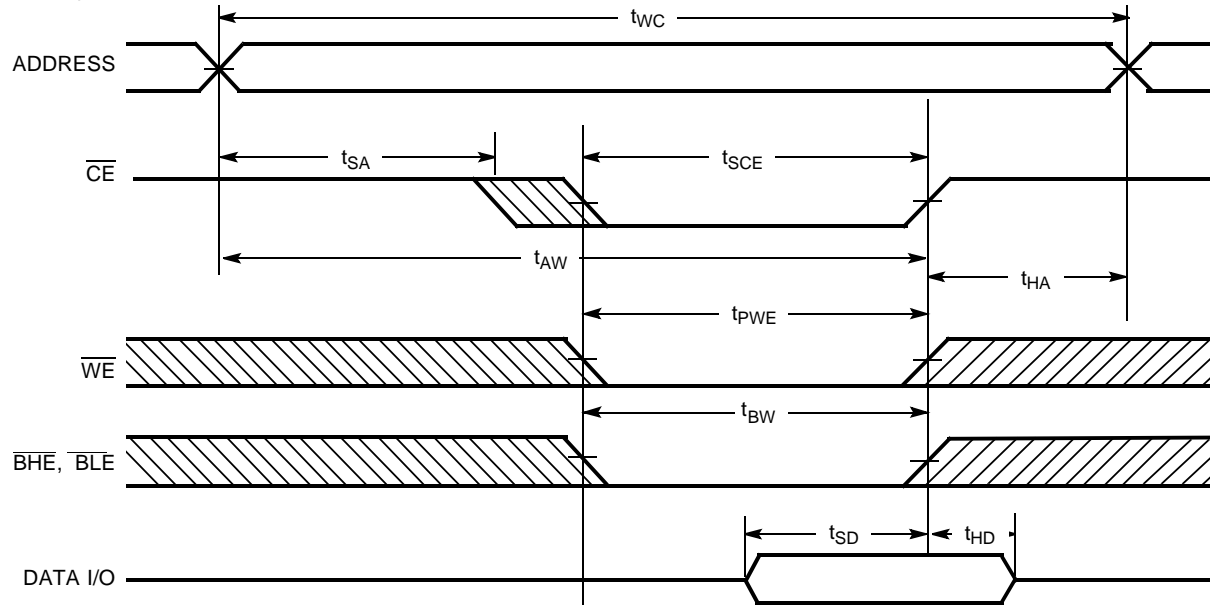 tWC
ADDRESS
tSA
tSCE
CE
tAW
tHA
tPWE
WE
tBW
BHE, BLE
tSD
tHD
DATA I/O